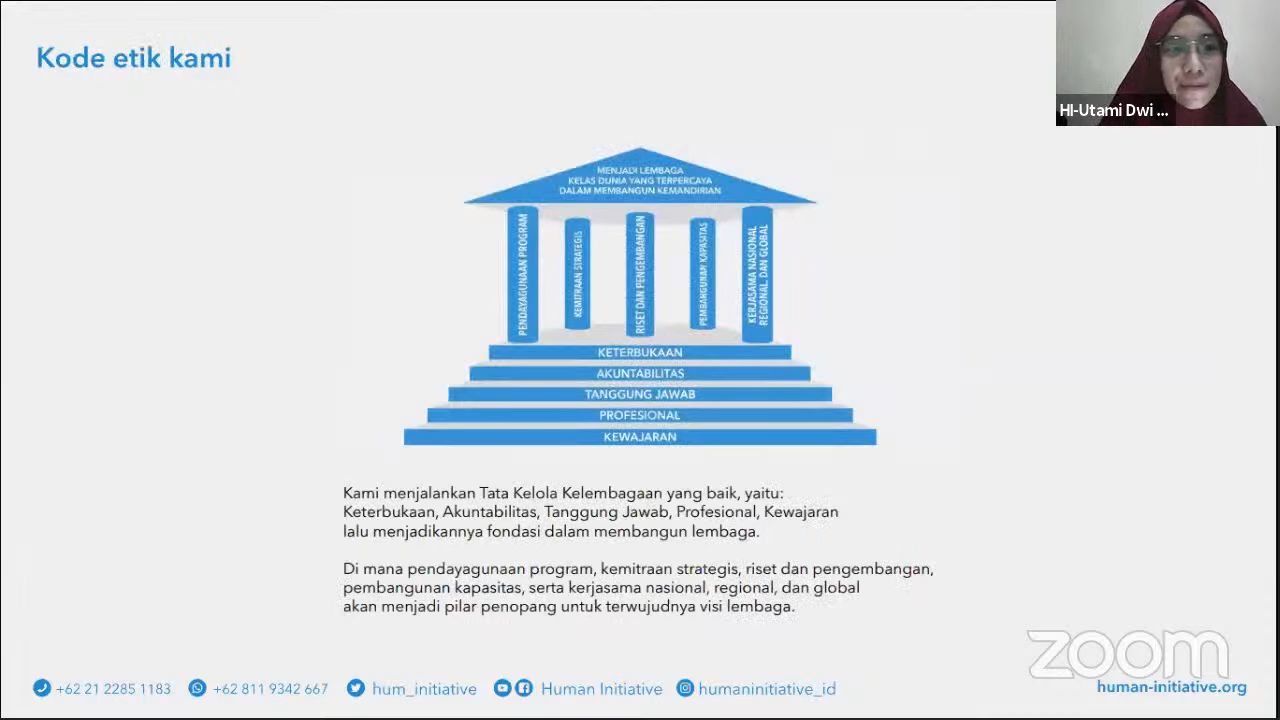 Kode etik kami
HI-Utami Dwi ...
MENJADI LEMBAGA
KELAS DUNIA YANG TERPERCAYA
DALAM MEMBANGUN KEMANDIRIAN
PENDAYAGUNAAN PROGRAM
KEMITRAAN STRATEGIS
RISET DAN PENGEMBANGAN
PEMBANGUNAN KAPASITAS
KERJASAMA NASIONAL
REGIONAL, DAN GLOBAL
KETERBUKAAN
AKUNTABILITAS
TANGGUNG JAWAB
PROFESIONAL
KEWAJARAN
Kami menjalankan Tata Kelola Kelembagaan yang baik, yaitu:
Keterbukaan, Akuntabilitas, Tanggung Jawab, Profesional, Kewajaran
lalu menjadikannya fondasi dalam membangun lembaga.
Di mana pendayagunaan program, kemitraan strategis, riset dan pengembangan,
pembangunan kapasitas, serta kerjasama nasional, regional, dan global
akan menjadi pilar penopang untuk terwujudnya visi lembaga.
zoom
+62 21 2285 1183 +62 811 9342 667 hum_initiative Human Initiative humaninitiative_id human-initiative.org